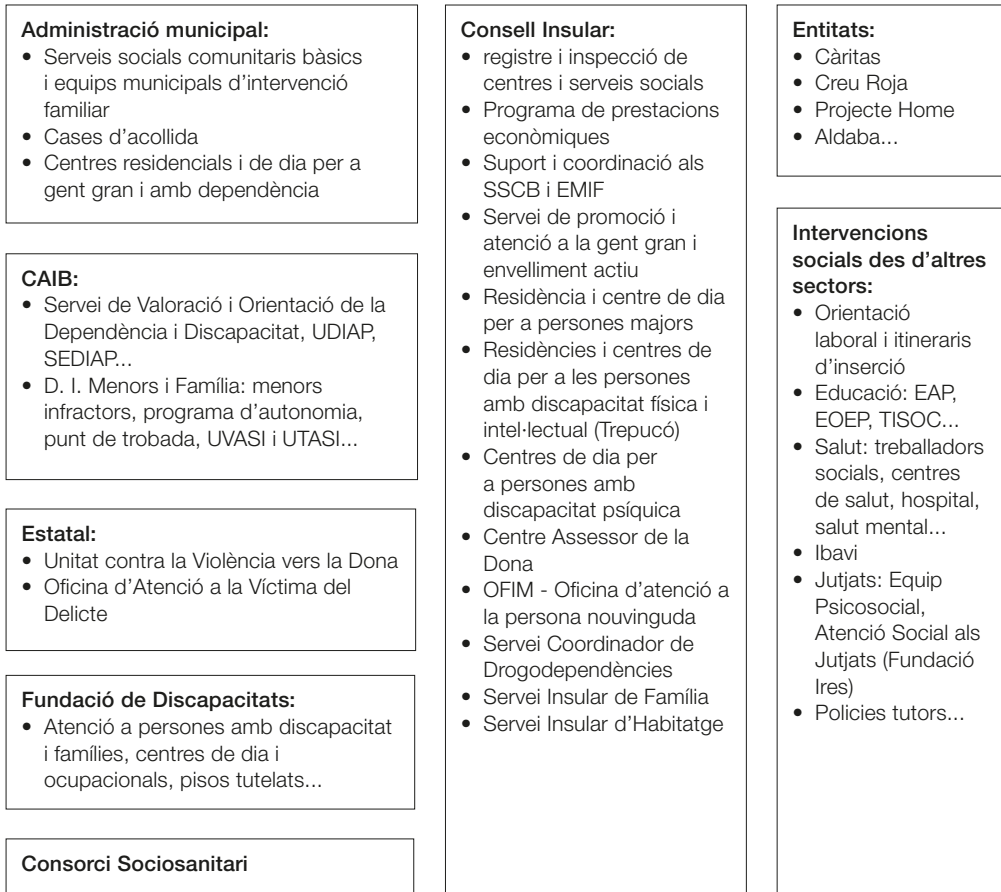 Administració municipal:
• Serveis socials comunitaris bàsics
i equips municipals d'intervenció
familiar
• Cases d'acollida
• Centres residencials i de dia per a
gent gran i amb dependència
CAIB:
• Servei de Valoració i Orientació de la
Dependència i Discapacitat, UDIAP,
SEDIAP...
• D. I. Menors i Família: menors
infractors, programa d'autonomia,
punt de trobada, UVASI i UTASI...
Estatal:
• Unitat contra la Violència vers la Dona
• Oficina d'Atenció a la Víctima del
Delicte
Fundació de Discapacitats:
• Atenció a persones amb discapacitat
i famílies, centres de dia i
ocupacionals, pisos tutelats...
Consorci Sociosanitari
Consell Insular:
• registre i inspecció de
centres i serveis socials
• Programa de prestacions
econòmiques
• Suport i coordinació als
SSCB i EMIF
• Servei de promoció i
atenció a la gent gran i
envelliment actiu
• Residència i centre de dia
per a persones majors
• Residències i centres de
dia per a les persones
amb discapacitat física i
intel·lectual (Trepucó)
• Centres de dia per
a persones amb
discapacitat psíquica
• Centre Assessor de la
Dona
• OFIM - Oficina d'atenció a
la persona nouvinguda
• Servei Coordinador de
Drogodependències
• Servei Insular de Família
• Servei Insular d'Habitatge
Entitats:
• Càritas
• Creu Roja
• Projecte Home
• Aldaba...
Intervencions
socials des d'altres
sectors:
• Orientació
laboral i itineraris
d'inserció
• Educació: EAP,
EOEP, TISOC...
• Salut: treballadors
socials, centres
de salut, hospital,
salut mental...
• Ibavi
• Jutjats: Equip
Psicosocial,
Atenció Social als
Jutjats (Fundació
Ires)
• Policies tutors...